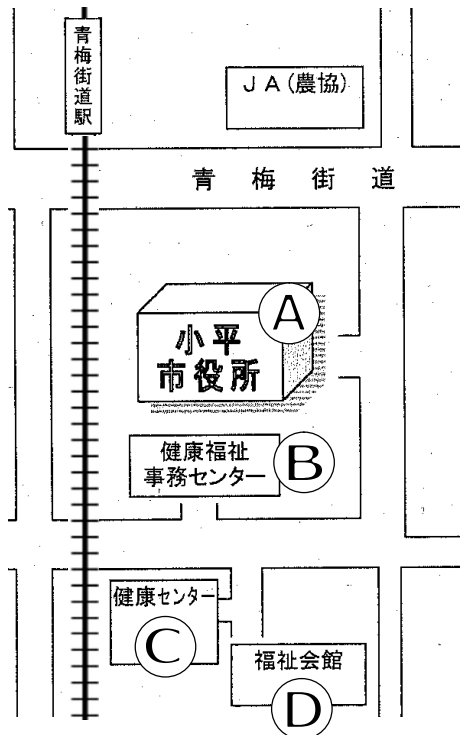 青梅街道駅
JA(農協)
青梅街道
小平
市役所
A
健康福祉
事務センター
B
健康センター
C
福祉会館
D